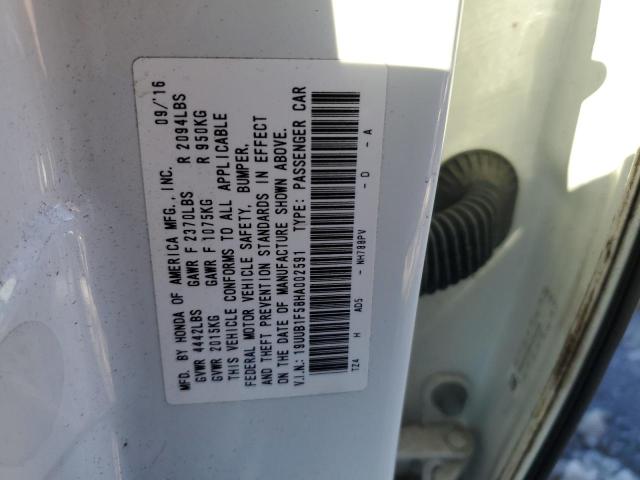 MFD. BY HONDA OF AMERICA MFG., INC. 09/'16
GVWR 4442LBS GAWR F 2370LBS R 2094LBS
GVWR 2015KG GAWR F 1075KG R 950KG
THIS VEHICLE CONFORMS TO ALL APPLICABLE
FEDERAL MOTOR VEHICLE SAFETY, BUMPER,
AND THEFT PREVENTION STANDARDS IN EFFECT
ON THE DATE OF MANUFACTURE SHOWN ABOVE.
V.I.N.: 19UUB1F58HA002591 TYPE: PASSENGER CAR
TZ4 H AD5 - NH788PV - D - A